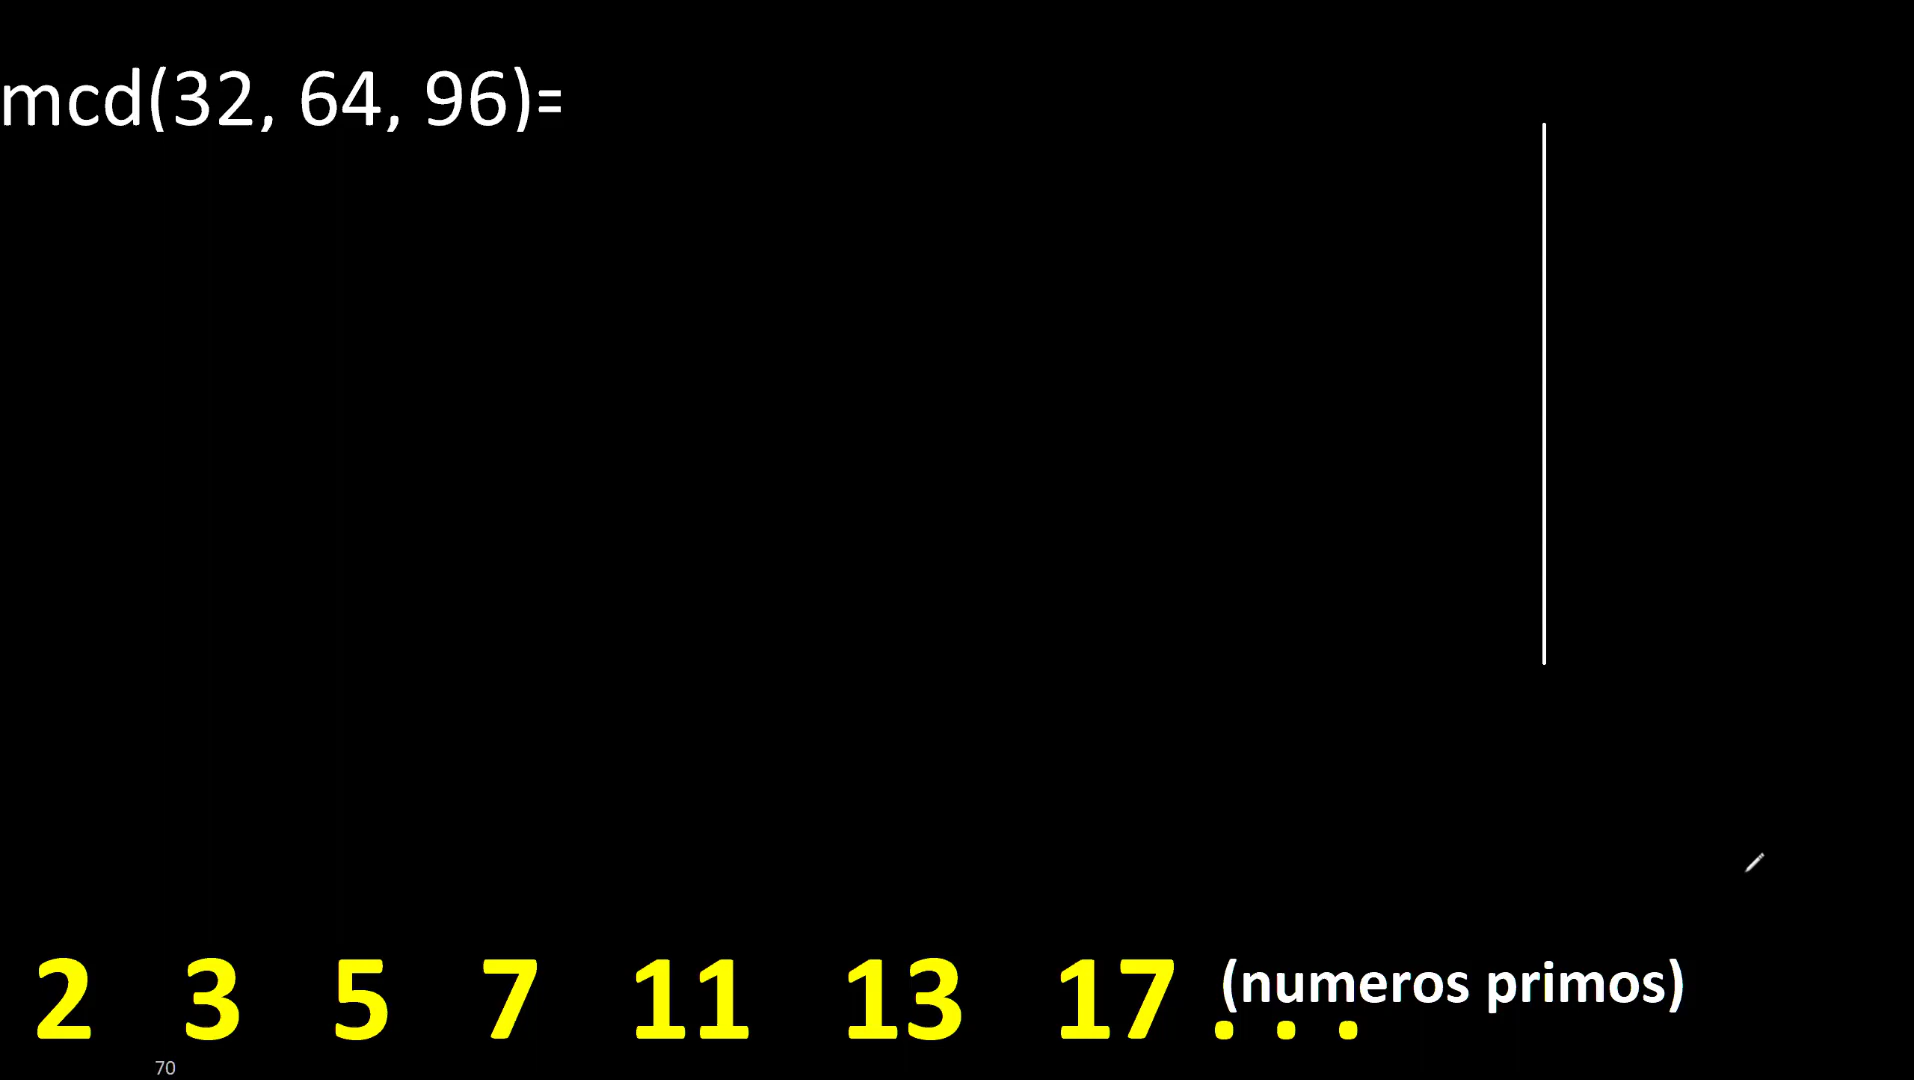 mcd(32, 64, 96)=
2 3 5 7 11 13 17 . . . (numeros primos)
70